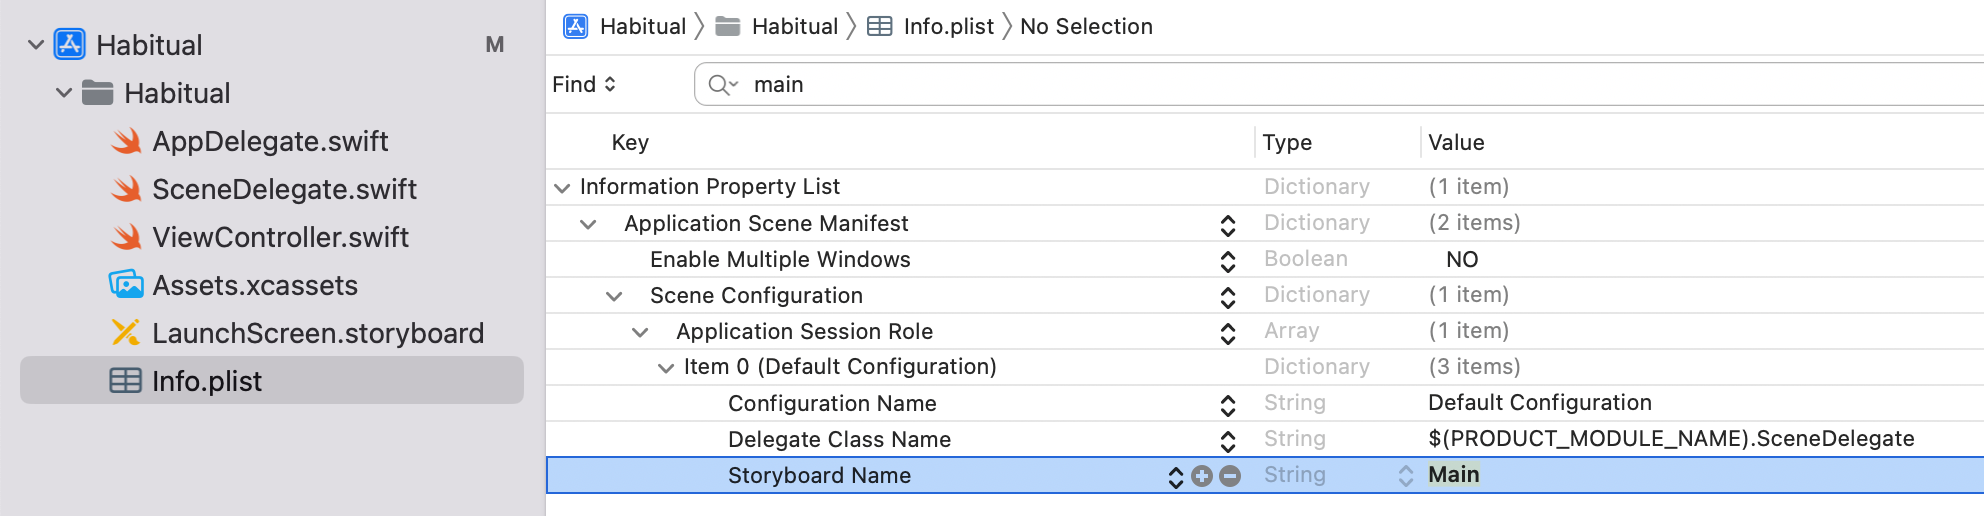 Habitual M
Habitual
AppDelegate.swift
SceneDelegate.swift
ViewController.swift
Assets.xcassets
LaunchScreen.storyboard
Info.plist
Habitual Habitual Info.plist No Selection
Find main
Key Type Value
Information Property List Dictionary (1 item)
Application Scene Manifest Dictionary (2 items)
Enable Multiple Windows Boolean NO
Scene Configuration Dictionary (1 item)
Application Session Role Array (1 item)
Item 0 (Default Configuration) Dictionary (3 items)
Configuration Name String Default Configuration
Delegate Class Name String $(PRODUCT_MODULE_NAME).SceneDelegate
Storyboard Name String Main